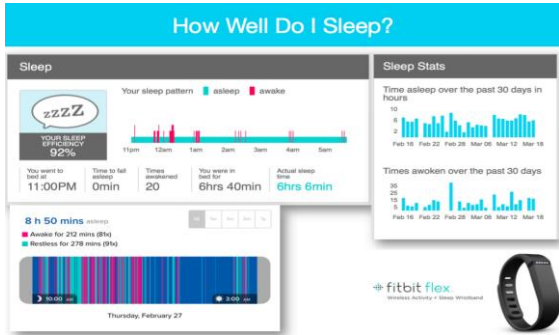 How Well Do I Sleep?
Sleep
zzzZ
YOUR SLEEP
EFFICIENCY
92%
Your sleep pattern asleep awake
11pm 12am 1am 2am 3am 4am 5am
You went to
bed at
11:00PM
Time to fall
asleep
0min
Times
awakened
20
You were in
bed for
6hrs 40min
Actual sleep
time
6hrs 6min
Sleep Stats
Time asleep over the past 30 days in
hours
10
6
2
Feb 16 Feb 22 Feb 28 Mar 06 Mar 12 Mar 18
Times awoken over the past 30 days
35
25
15
5
Feb 16 Feb 22 Feb 28 Mar 06 Mar 12 Mar 18
8 h 50 mins asleep
Awake for 212 mins (81x)
Restless for 278 mins (91x)
10:00
3:00 AM
Thursday, February 27
fitbit flex
Wireless Activity + Sleep Wristband